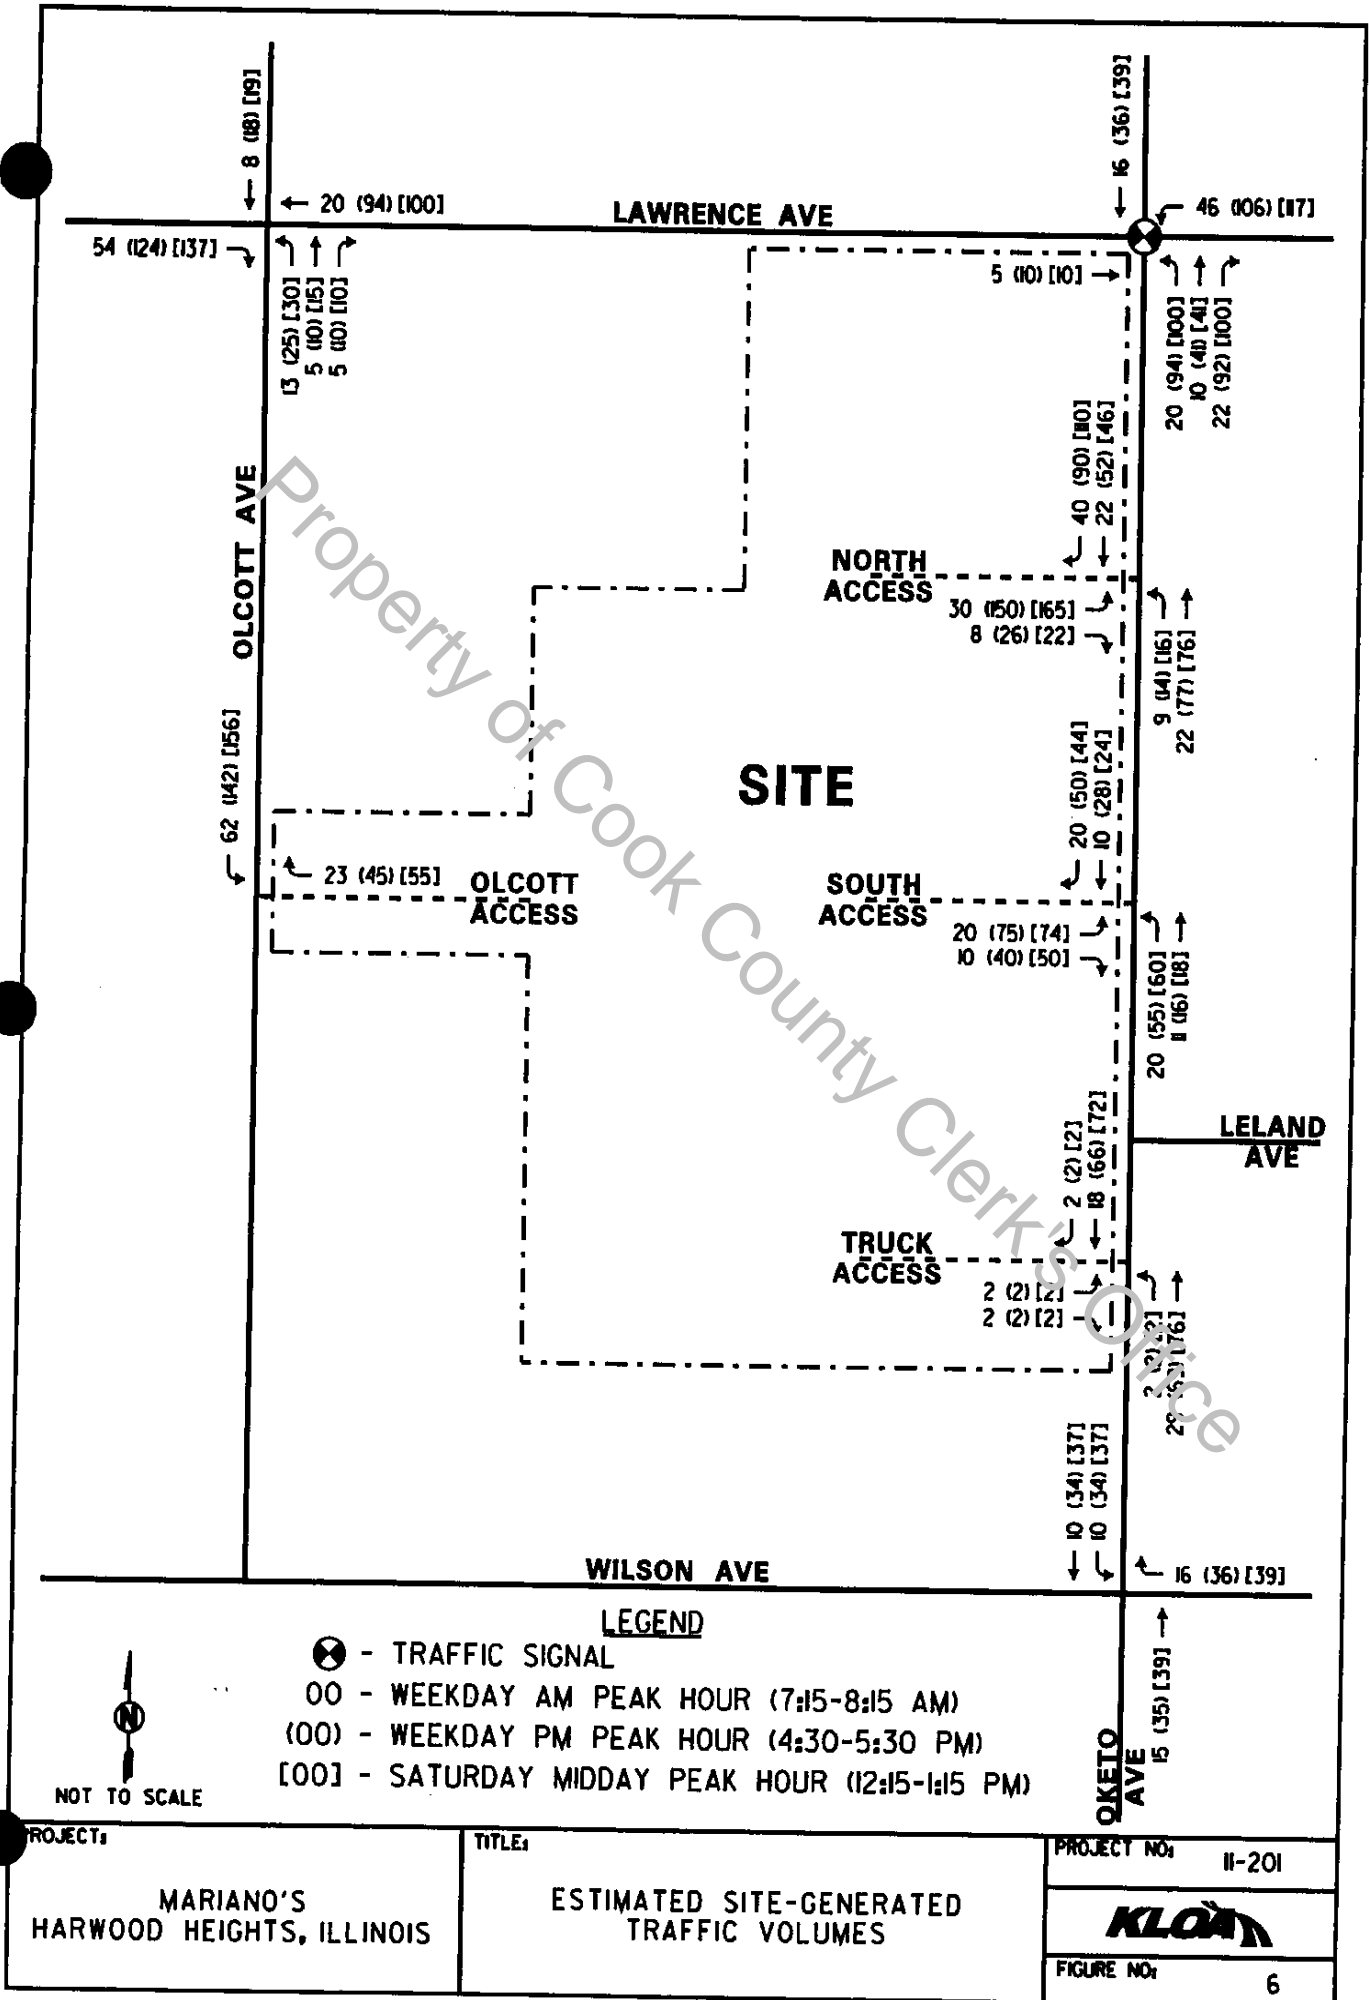 8 (18) [19]
16 (36) [39]
20 (94) [100]
LAWRENCE AVE
46 (106) [117]
54 (124) [137]
5 (10) [10]
13 (25) [30]
5 (10) [15]
5 (10) [10]
20 (94) [100]
10 (41) [41]
22 (92) [100]
40 (90) [110]
22 (52) [46]
OLCOTT AVE
NORTH
ACCESS
30 (150) [165]
8 (26) [22]
9 (14) [16]
22 (77) [76]
62 (142) [156]
SITE
20 (50) [44]
10 (28) [24]
23 (45) [55]
OLCOTT
ACCESS
SOUTH
ACCESS
20 (75) [74]
10 (40) [50]
20 (55) [60]
11 (16) [18]
LELAND
AVE
2 (2) [2]
18 (66) [72]
TRUCK
ACCESS
2 (2) [2]
2 (2) [2]
2 (2) [2]
[76]
10 (34) [37]
10 (34) [37]
WILSON AVE
16 (36) [39]
15 (35) [39]
OKETO
AVE
Property of Cook County Clerk's Office
LEGEND
- TRAFFIC SIGNAL
00 - WEEKDAY AM PEAK HOUR (7:15-8:15 AM)
(00) - WEEKDAY PM PEAK HOUR (4:30-5:30 PM)
[00] - SATURDAY MIDDAY PEAK HOUR (12:15-1:15 PM)
N
NOT TO SCALE
ROJECT:
MARIANO'S
HARWOOD HEIGHTS, ILLINOIS
TITLE:
ESTIMATED SITE-GENERATED
TRAFFIC VOLUMES
PROJECT NO:
11-201
KLOA
FIGURE NO:
6